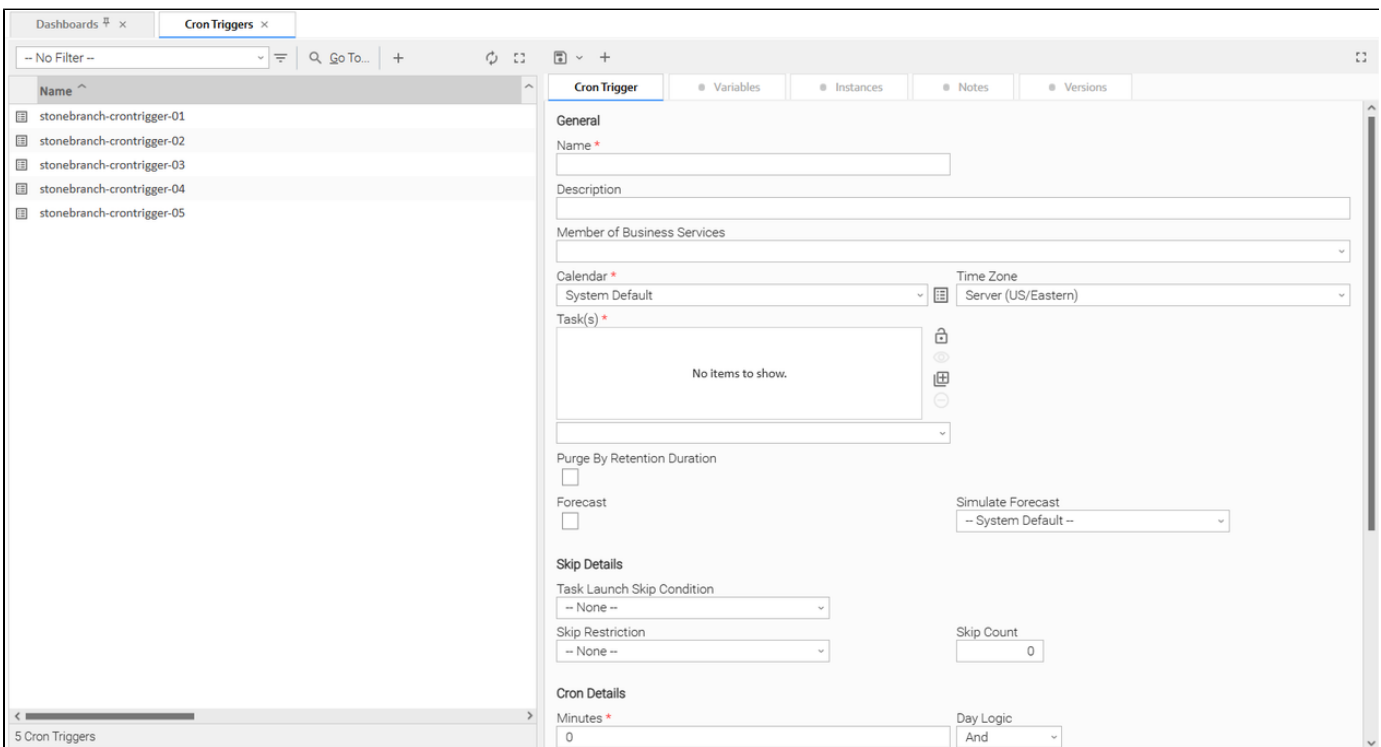 Dashboards
Cron Triggers
-- No Filter --
Go To...
Name
stonebranch-crontrigger-01
stonebranch-crontrigger-02
stonebranch-crontrigger-03
stonebranch-crontrigger-04
stonebranch-crontrigger-05
5 Cron Triggers
Cron Trigger
Variables
Instances
Notes
Versions
General
Name *
Description
Member of Business Services
Calendar * Time Zone
System Default Server (US/Eastern)
Task(s) *
No items to show.
Purge By Retention Duration
Forecast Simulate Forecast
-- System Default --
Skip Details
Task Launch Skip Condition
-- None --
Skip Restriction Skip Count
-- None -- 0
Cron Details
Minutes * Day Logic
0 And